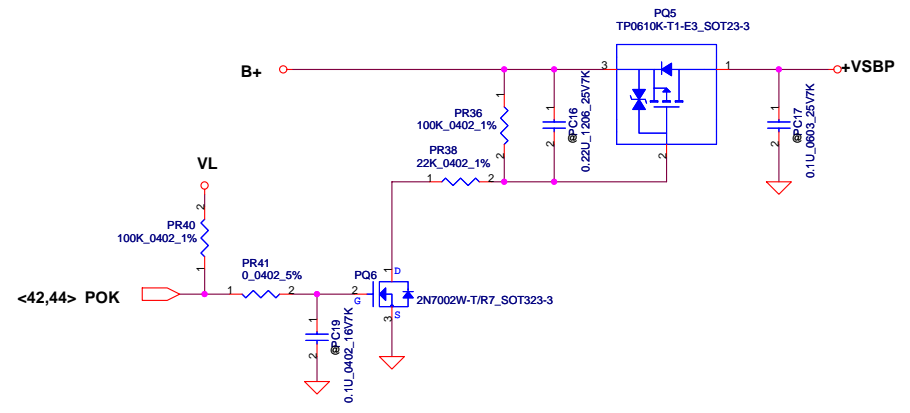 PQ5
TP0610K-T1-E3_SOT23-3
B+
3
1
+VSBP
1
PR36
100K_0402_1%
2
1
2
@PC16
0.22U_1206_25V7K
1
2
@PC17
0.1U_0603_25V7K
2
PR38
22K_0402_1%
1
2
VL
2
PR40
100K_0402_1%
1
PR41
0_0402_5%
<42,44> POK
1
2
PQ6
1
D
2
G
2N7002W-T/R7_SOT323-3
3
S
1
2
@PC19
0.1U_0402_16V7K